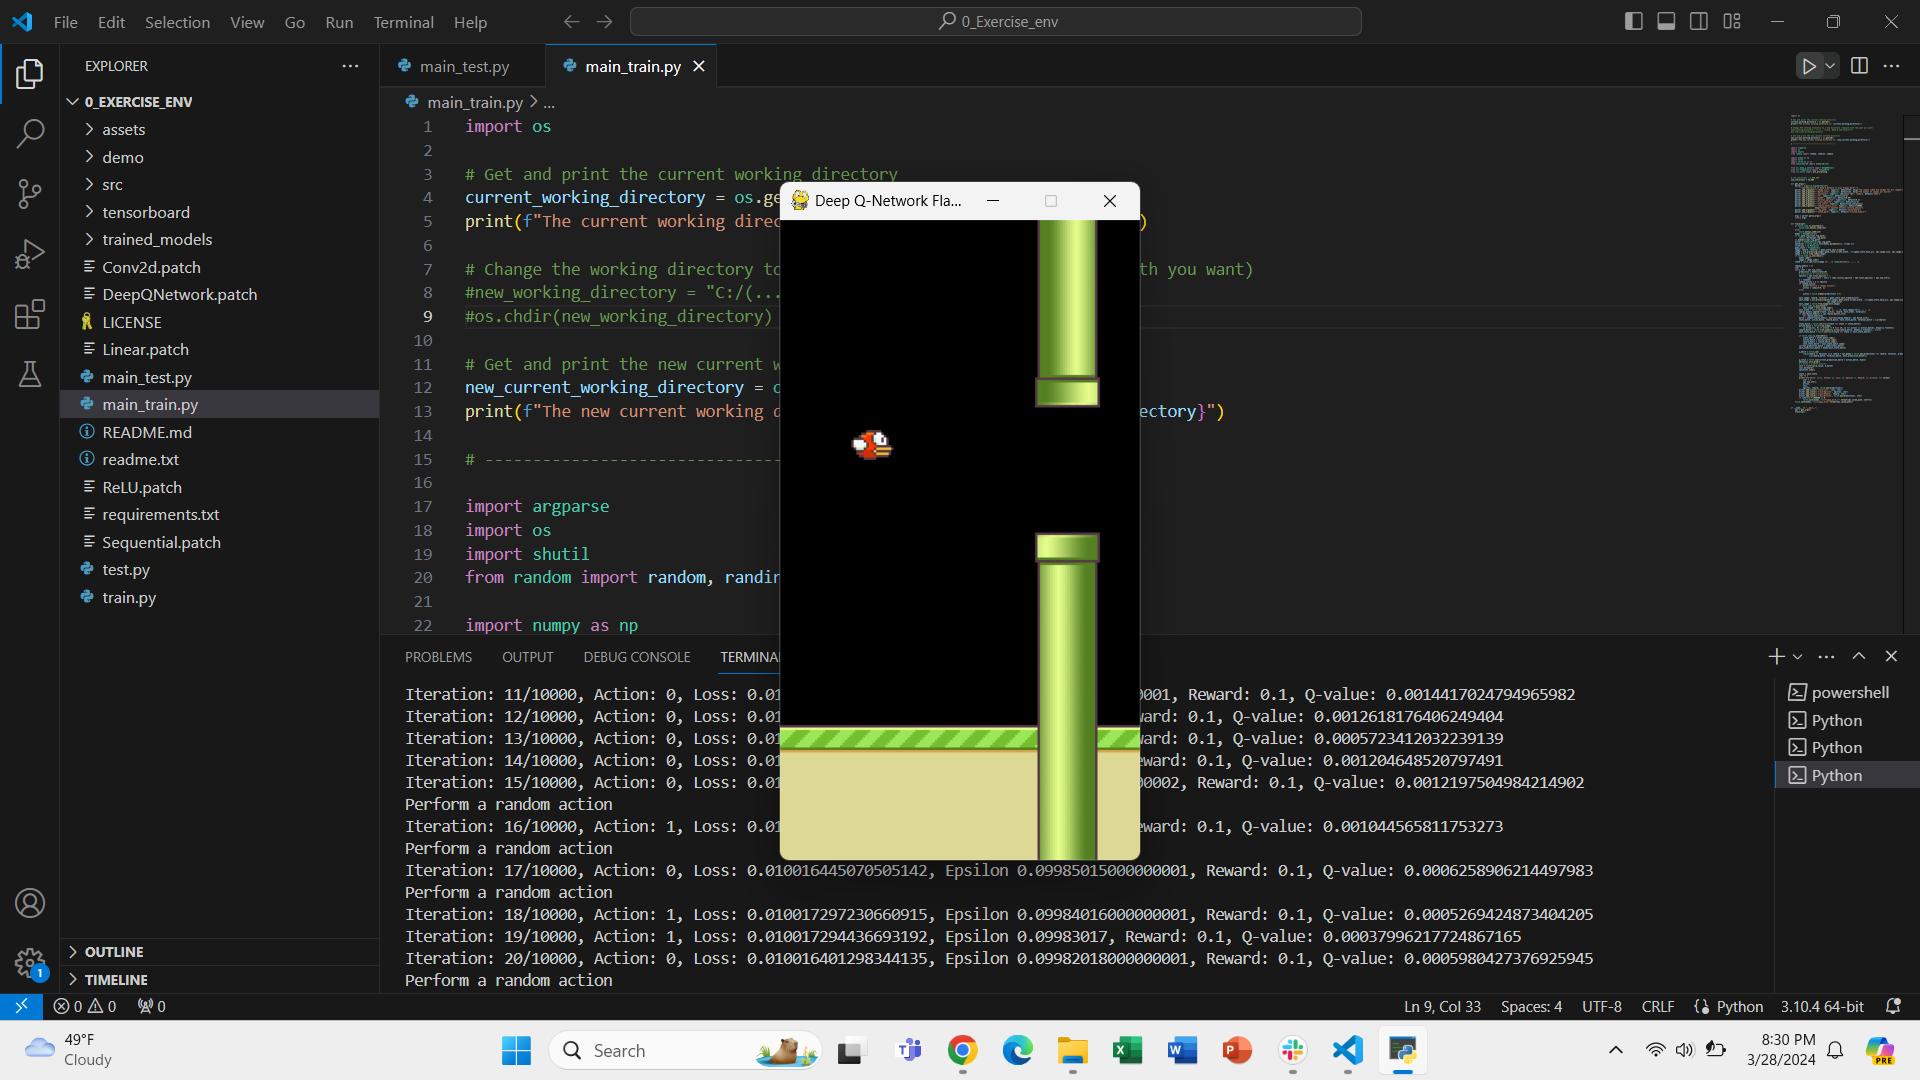 File Edit Selection View Go Run Terminal Help
0_Exercise_env
EXPLORER
0_EXERCISE_ENV
assets
demo
src
tensorboard
trained_models
Conv2d.patch
DeepQNetwork.patch
LICENSE
Linear.patch
main_test.py
main_train.py
README.md
readme.txt
ReLU.patch
requirements.txt
Sequential.patch
test.py
train.py
OUTLINE
TIMELINE
main_test.py
main_train.py
main_train.py > ...
1 import os
2
3 # Get and print the current working directory
4 current_working_directory = os.ge
5 print(f"The current working direc )
6
7 # Change the working directory to th you want)
8 #new_working_directory = "C:/(...
9 #os.chdir(new_working_directory)
10
11 # Get and print the new current w
12 new_current_working_directory = o
13 print(f"The new current working d ectory}")
14
15 # -------------------------------
16
17 import argparse
18 import os
19 import shutil
20 from random import random, randin
21
22 import numpy as np
Deep Q-Network Fla...
PROBLEMS OUTPUT DEBUG CONSOLE TERMINA
Iteration: 11/10000, Action: 0, Loss: 0.01 0001, Reward: 0.1, Q-value: 0.0014417024794965982
Iteration: 12/10000, Action: 0, Loss: 0.01 ward: 0.1, Q-value: 0.0012618176406249404
Iteration: 13/10000, Action: 0, Loss: 0.01 ward: 0.1, Q-value: 0.0005723412032239139
Iteration: 14/10000, Action: 0, Loss: 0.01 eward: 0.1, Q-value: 0.001204648520797491
Iteration: 15/10000, Action: 0, Loss: 0.01 0002, Reward: 0.1, Q-value: 0.0012197504984214902
Perform a random action
Iteration: 16/10000, Action: 1, Loss: 0.01 eward: 0.1, Q-value: 0.001044565811753273
Perform a random action
Iteration: 17/10000, Action: 0, Loss: 0.010016445070505142, Epsilon 0.09985015000000001, Reward: 0.1, Q-value: 0.0006258906214497983
Perform a random action
Iteration: 18/10000, Action: 1, Loss: 0.010017297230660915, Epsilon 0.09984016000000001, Reward: 0.1, Q-value: 0.0005269424873404205
Iteration: 19/10000, Action: 1, Loss: 0.010017294436693192, Epsilon 0.09983017, Reward: 0.1, Q-value: 0.00037996217724867165
Iteration: 20/10000, Action: 0, Loss: 0.010016401298344135, Epsilon 0.09982018000000001, Reward: 0.1, Q-value: 0.0005980427376925945
Perform a random action
powershell
Python
Python
Python
1
0 0 0
Ln 9, Col 33 Spaces: 4 UTF-8 CRLF Python 3.10.4 64-bit
49°F
Cloudy
Search
8:30 PM
3/28/2024
PRE